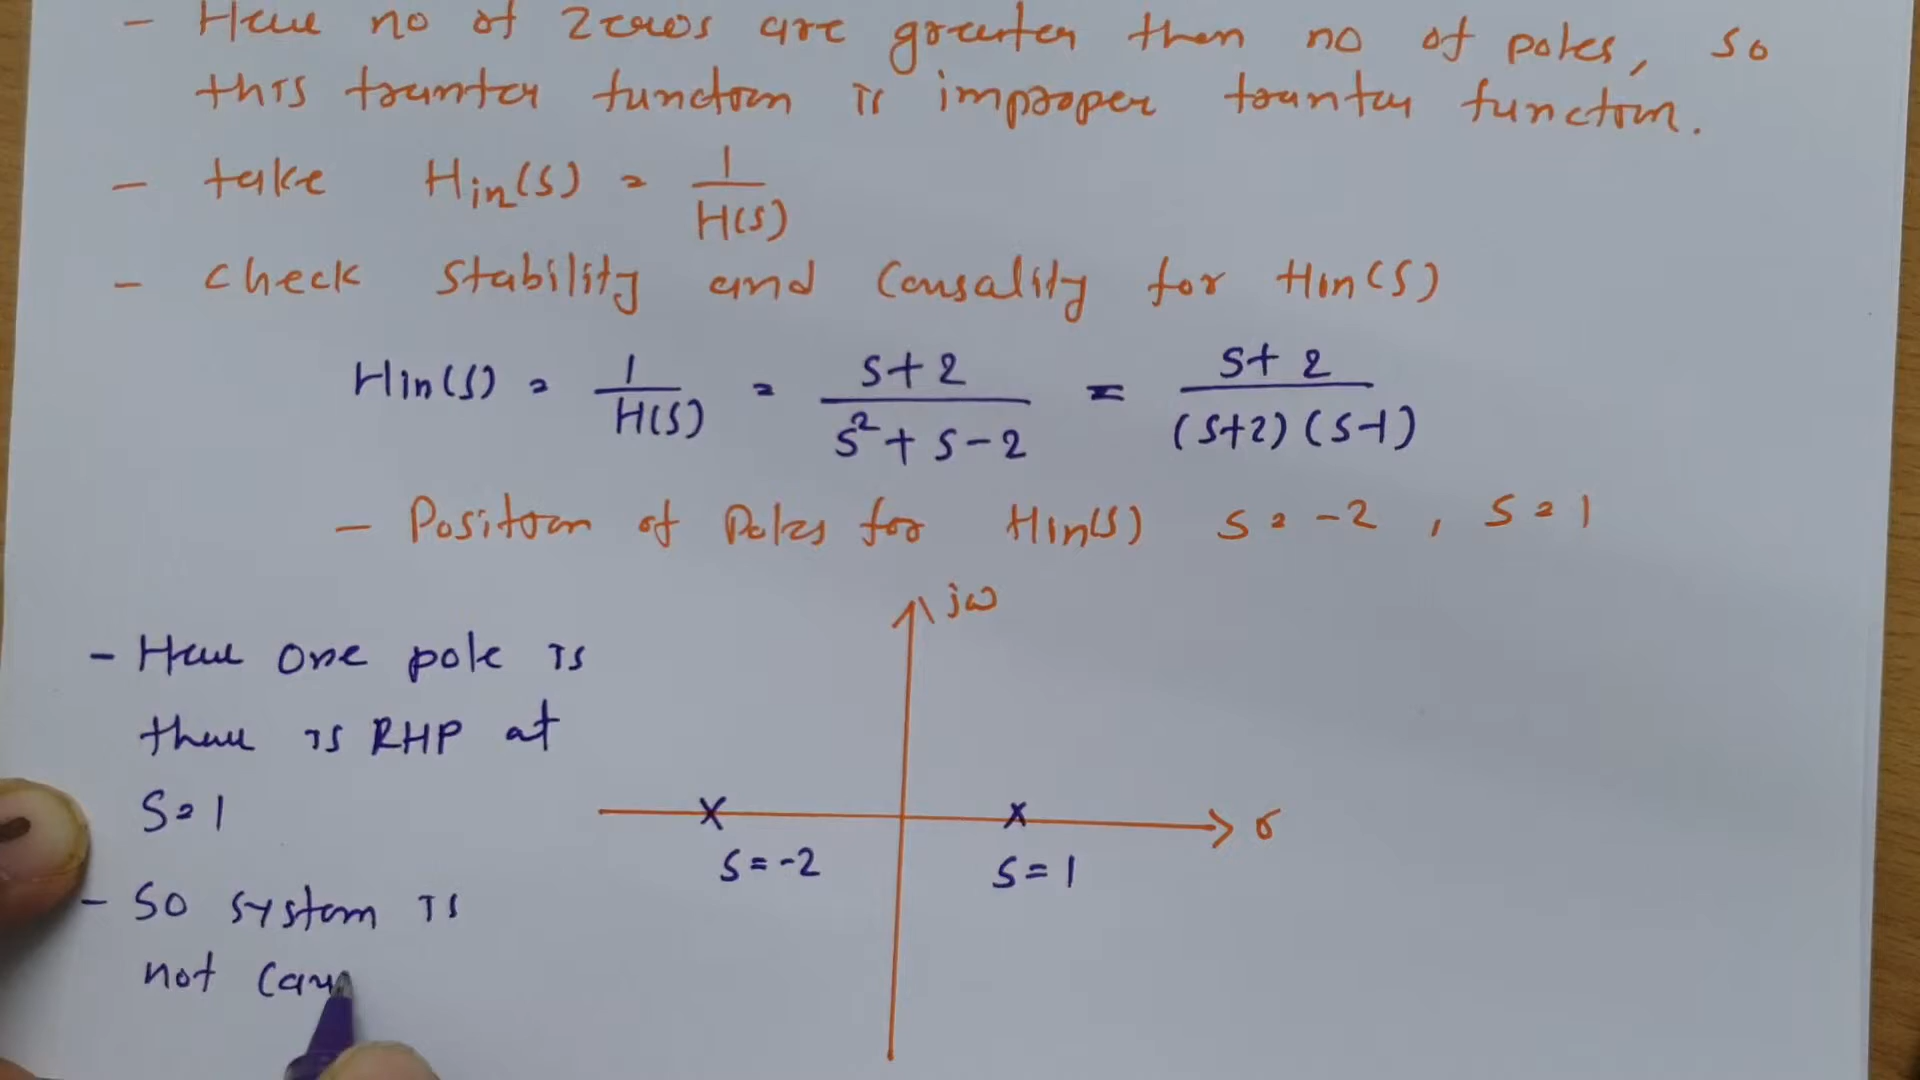 - Here no of zeros are greater then no of poles, so
this transfer function is improper transfer function.
- take Hin(s) = 1/H(s)
- Check Stability and Causality for Hin(s)
Hin(s) = 1/H(s) = s+2/s²+s-2 = s+2/(s+2)(s-1)
- Position of Poles for Hin(s) s = -2, s = 1
jω
- Here one pole is
there is RHP at
s = 1
σ
s = -2
s = 1
- So system is
not cau